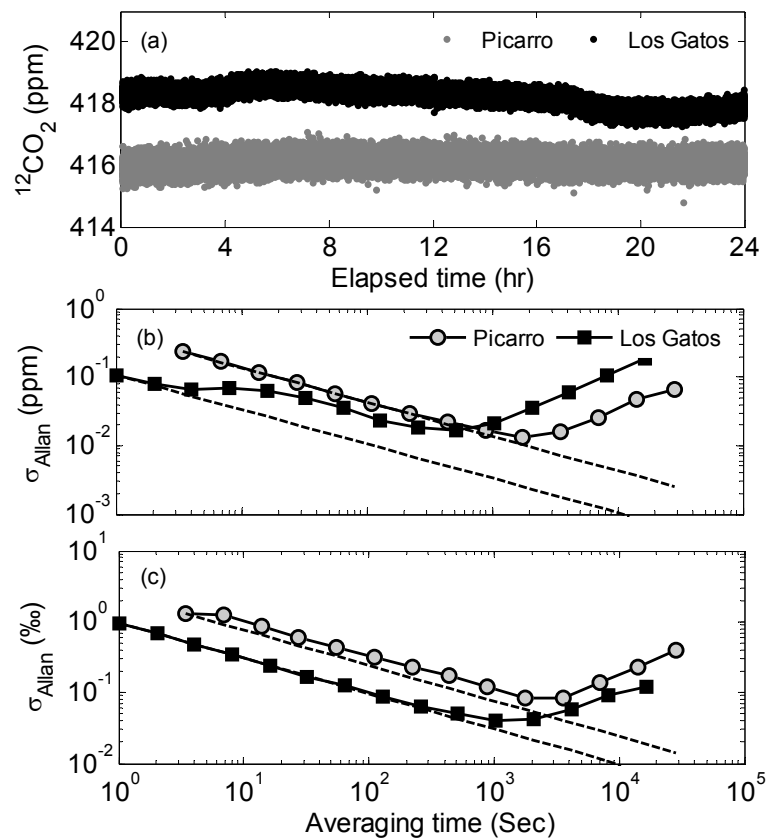 (a) Picarro Los Gatos
420
418
416
414
¹²CO₂ (ppm)
0 4 8 12 16 20 24
Elapsed time (hr)
(b) Picarro Los Gatos
10⁰
10⁻¹
10⁻²
10⁻³
σAllan (ppm)
(c)
10¹
10⁰
10⁻¹
10⁻²
σAllan (‰)
10⁰ 10¹ 10² 10³ 10⁴ 10⁵
Averaging time (Sec)